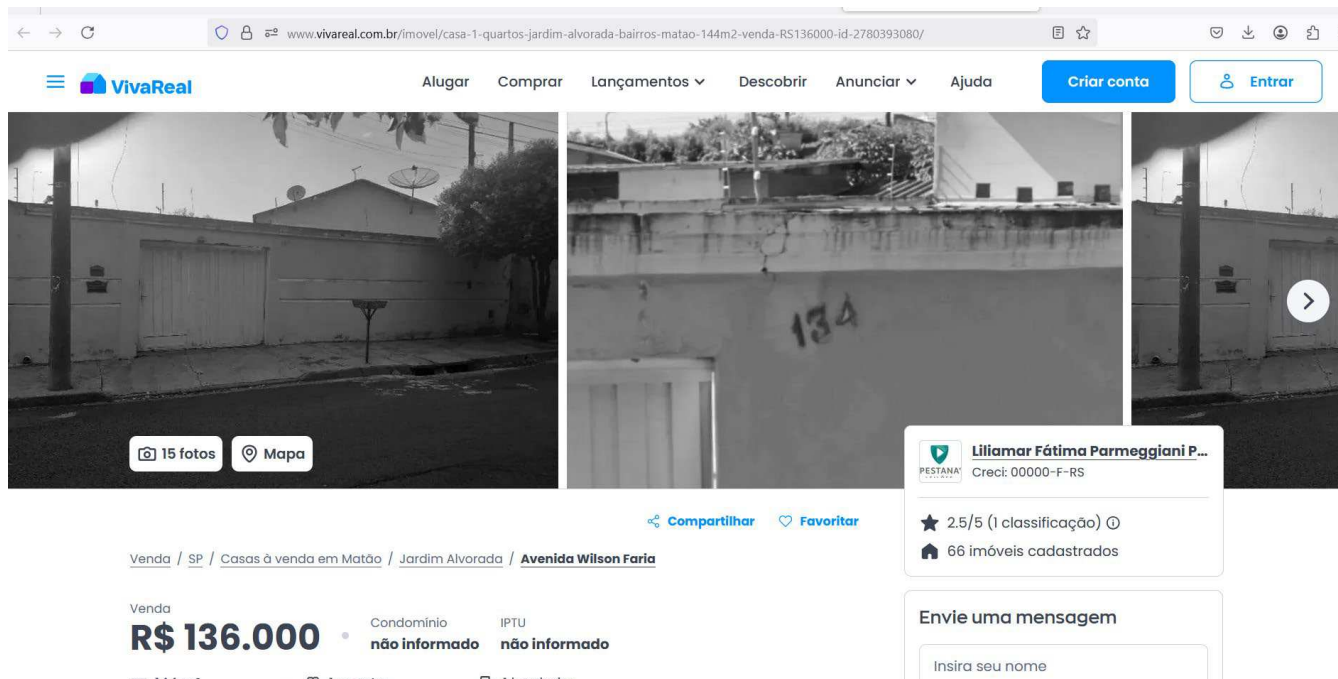 www.vivareal.com.br/imovel/casa-1-quartos-jardim-alvorada-bairros-matao-144m2-venda-RS136000-id-2780393080/
VivaReal
Alugar Comprar Lançamentos Descobrir Anunciar Ajuda Criar conta Entrar
134
15 fotos Mapa
PESTANA
Liliamar Fátima Parmeggiani P...
Creci: 00000-F-RS
2.5/5 (1 classificação)
66 imóveis cadastrados
Compartilhar Favoritar
Venda / SP / Casas à venda em Matão / Jardim Alvorada / Avenida Wilson Faria
Venda
R$ 136.000
Condomínio
não informado
IPTU
não informado
Envie uma mensagem
Insira seu nome